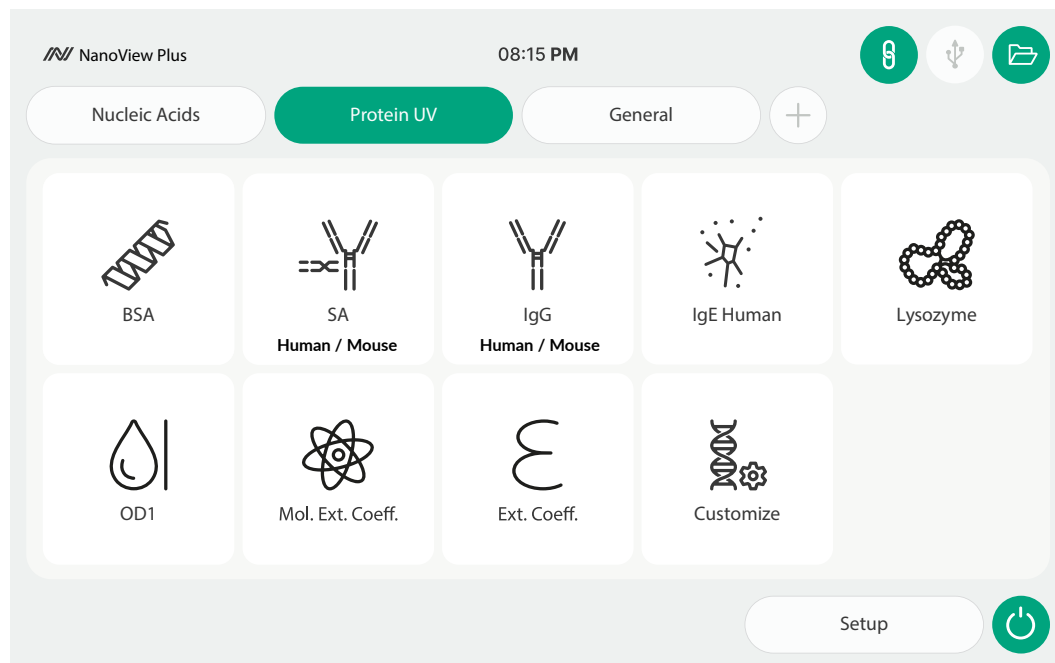 NanoView Plus
08:15 PM
Nucleic Acids
Protein UV
General
BSA
SA
Human / Mouse
IgG
Human / Mouse
IgE Human
Lysozyme
OD1
Mol. Ext. Coeff.
Ext. Coeff.
Customize
Setup